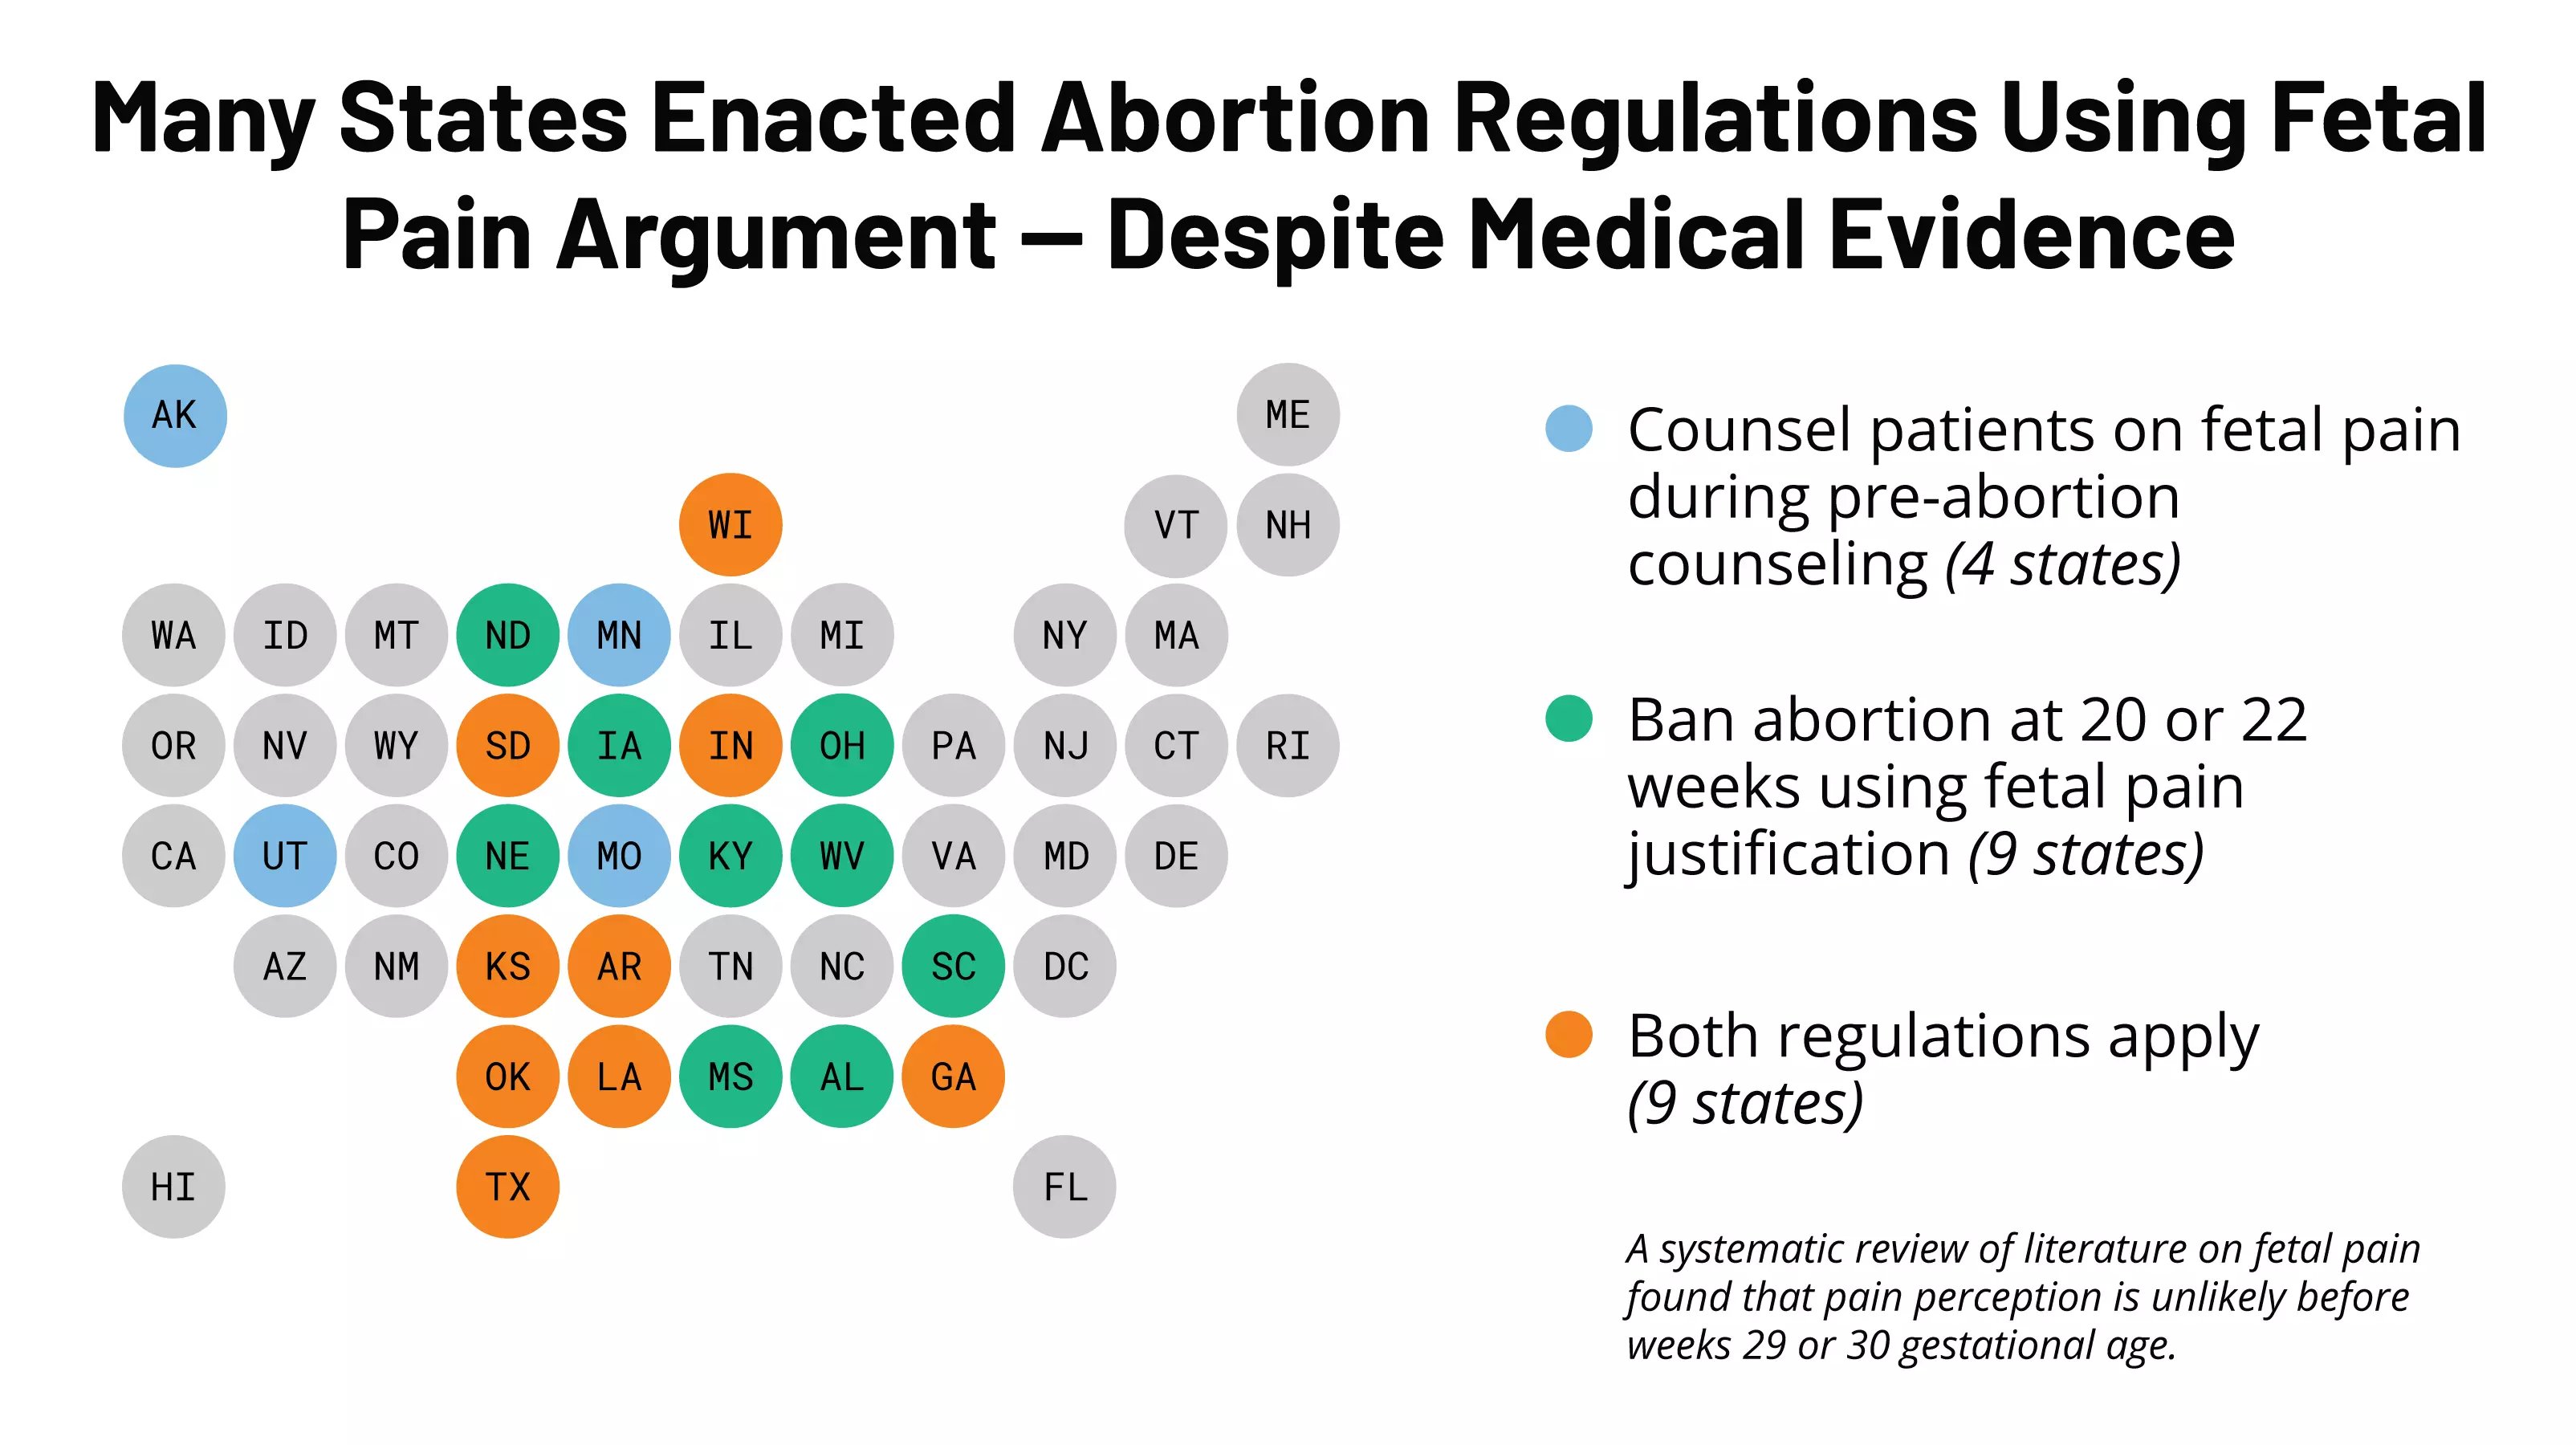 Many States Enacted Abortion Regulations Using Fetal
Pain Argument — Despite Medical Evidence
AK
ME
WI
VT
NH
WA
ID
MT
ND
MN
IL
MI
NY
MA
OR
NV
WY
SD
IA
IN
OH
PA
NJ
CT
RI
CA
UT
CO
NE
MO
KY
WV
VA
MD
DE
AZ
NM
KS
AR
TN
NC
SC
DC
OK
LA
MS
AL
GA
HI
TX
FL
Counsel patients on fetal pain
during pre-abortion
counseling (4 states)
Ban abortion at 20 or 22
weeks using fetal pain
justification (9 states)
Both regulations apply
(9 states)
A systematic review of literature on fetal pain
found that pain perception is unlikely before
weeks 29 or 30 gestational age.